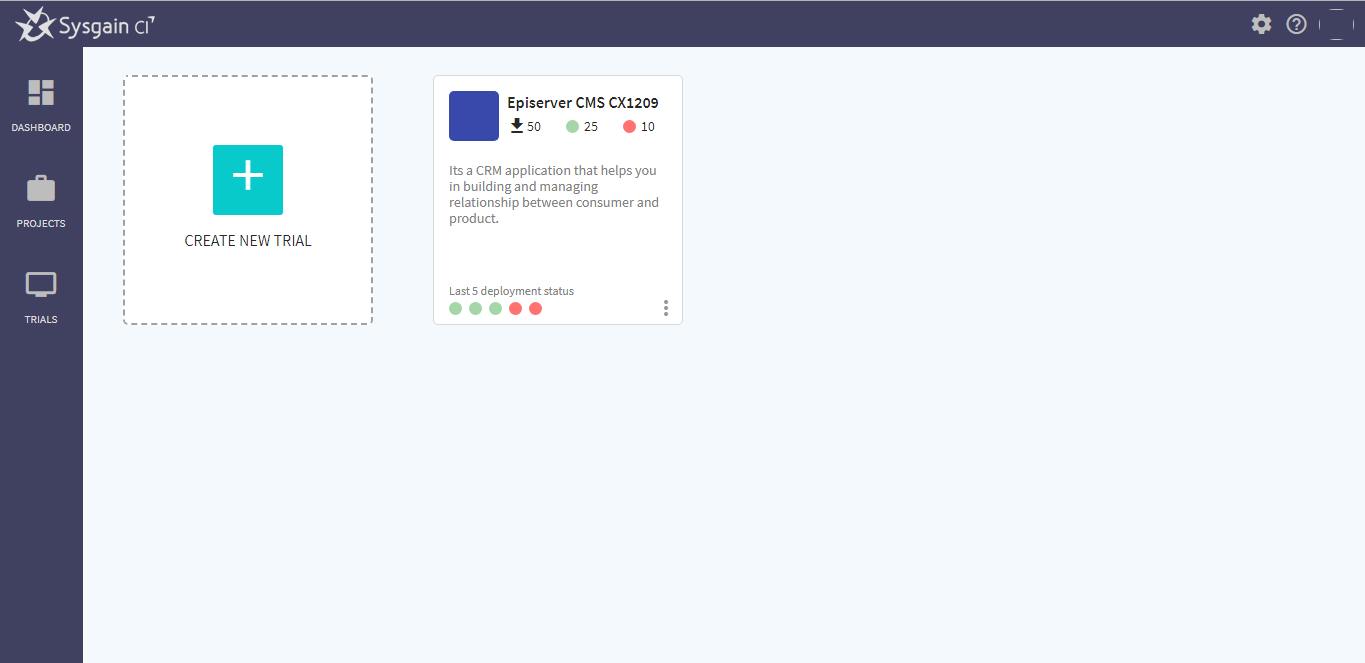 Sysgain CI
DASHBOARD
PROJECTS
TRIALS
CREATE NEW TRIAL
Episerver CMS CX1209
50 25 10
Its a CRM application that helps you
in building and managing
relationship between consumer and
product.
Last 5 deployment status